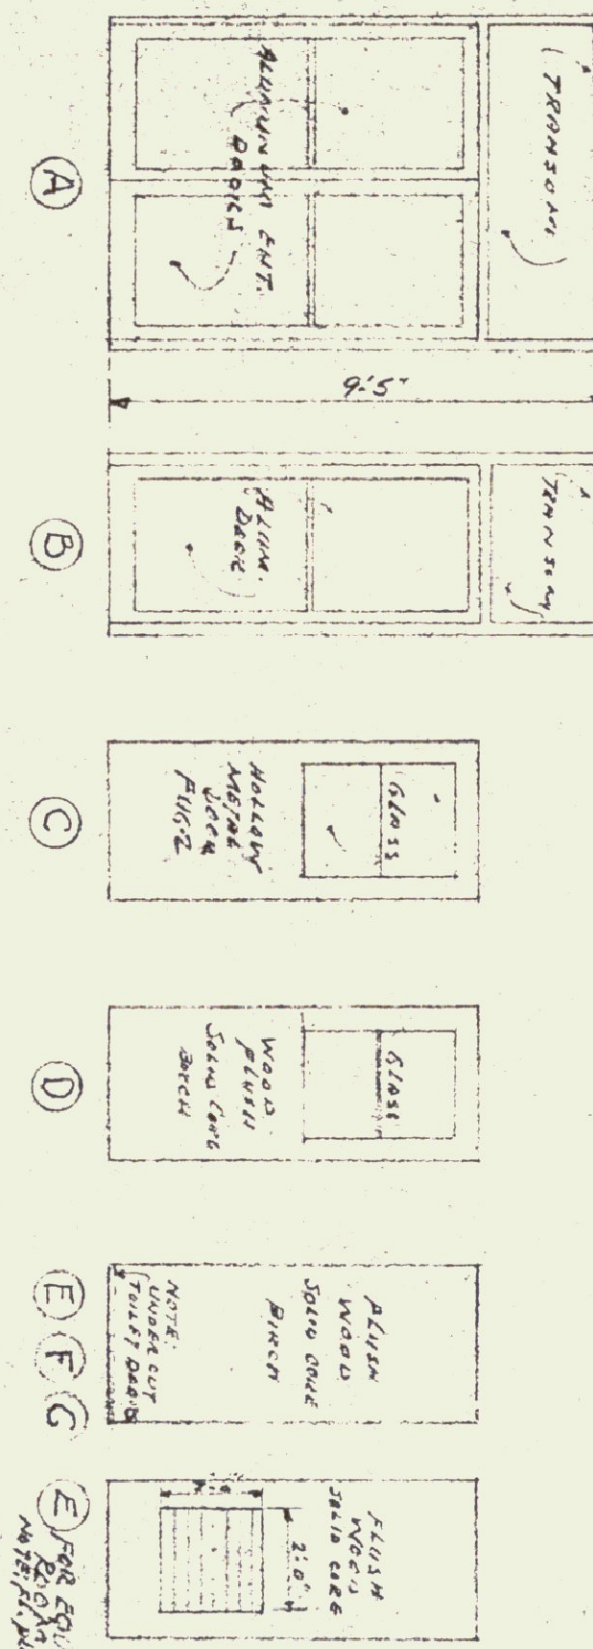 (TRANSOM)
ALUMINUM ENT.
DOORS
A
9'-5"
TRANSOM
ALUM.
DOOR
B
GLASS
HOLLOW
METAL
DOOR
C
GLASS
WOOD
FLUSH
SOLID CORE
BIRCH
D
FLUSH
WOOD
SOLID CORE
BIRCH
NOTE:
UNDER CUT
TOILET DOORS
E F G
FLUSH
WOOD
SOLID CORE
2'-0"
E FOR